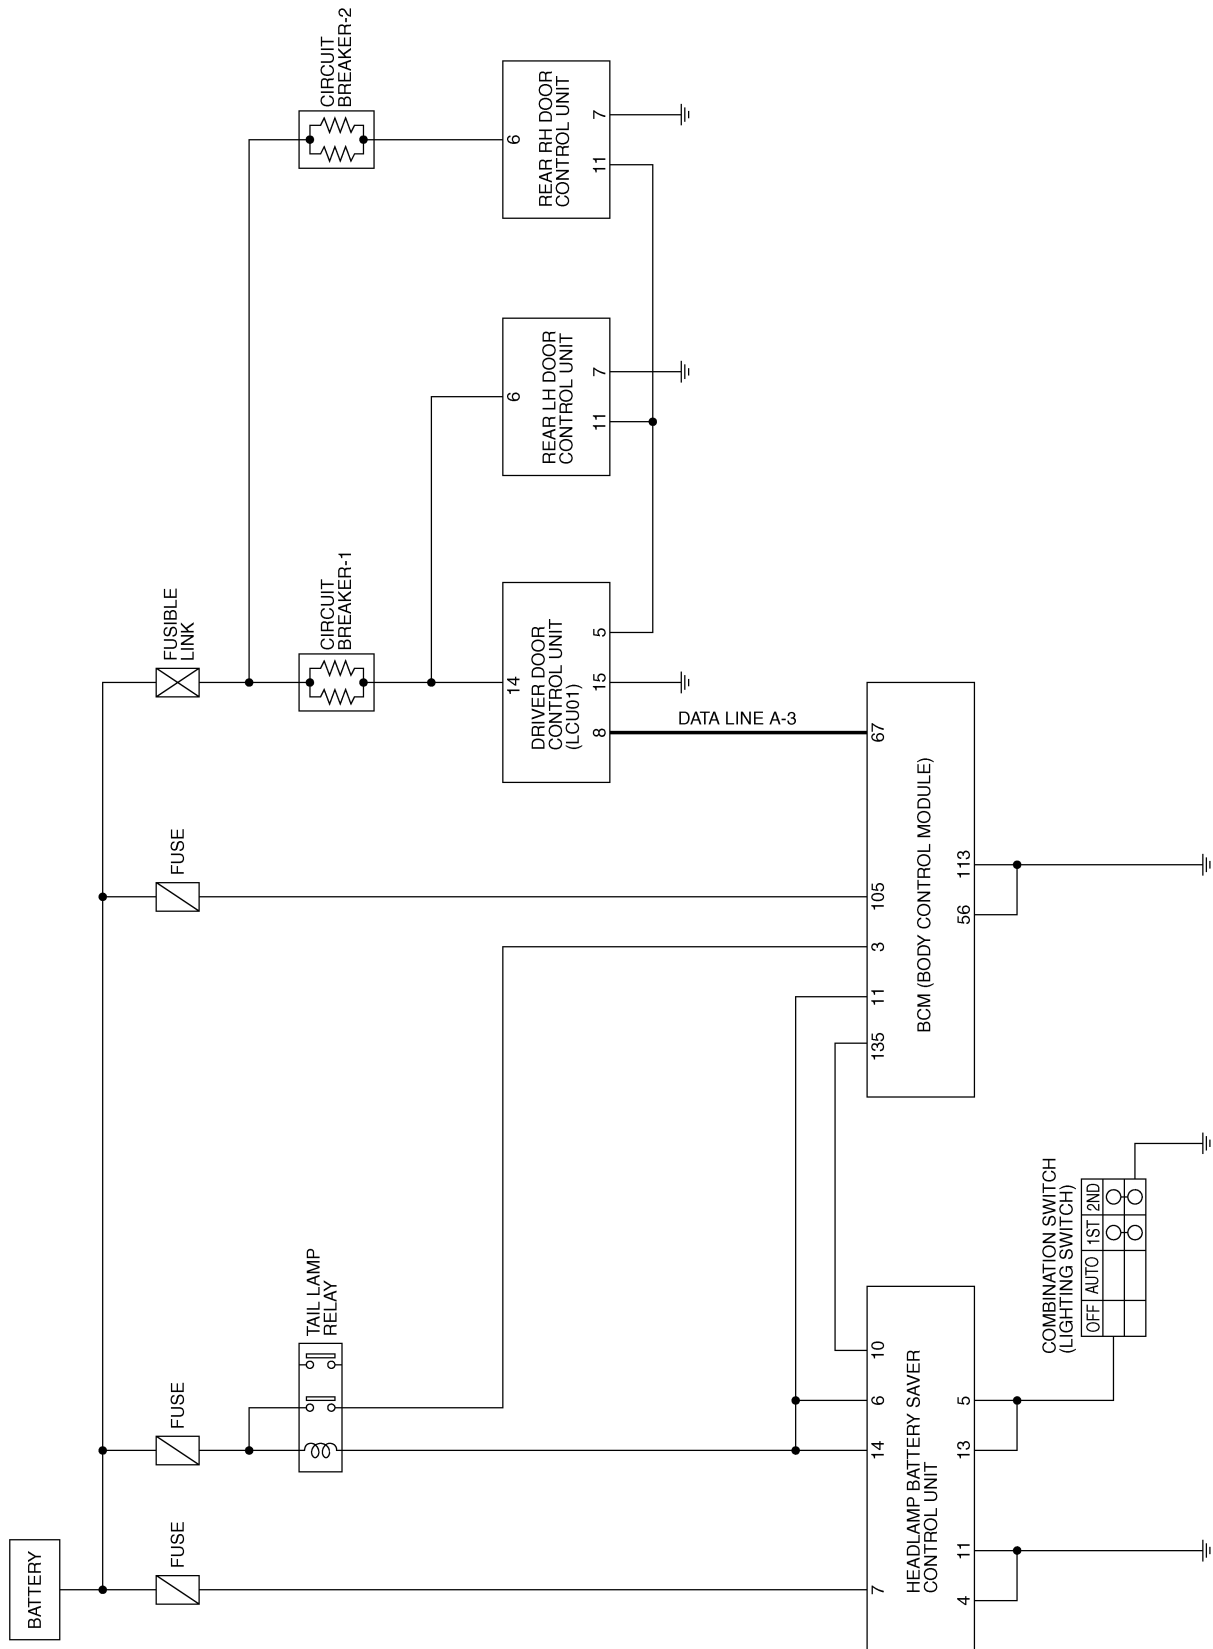 BATTERY
FUSE
FUSE
FUSE
FUSIBLE
LINK
TAIL LAMP
RELAY
CIRCUIT
BREAKER-1
CIRCUIT
BREAKER-2
14
DRIVER DOOR
CONTROL UNIT
(LCU01)
8
15
5
6
REAR LH DOOR
CONTROL UNIT
11
7
6
REAR RH DOOR
CONTROL UNIT
11
7
DATA LINE A-3
7
14
6
10
HEADLAMP BATTERY SAVER
CONTROL UNIT
4
11
13
5
135
11
3
105
67
BCM (BODY CONTROL MODULE)
56
113
COMBINATION SWITCH
(LIGHTING SWITCH)
OFF AUTO 1ST 2ND